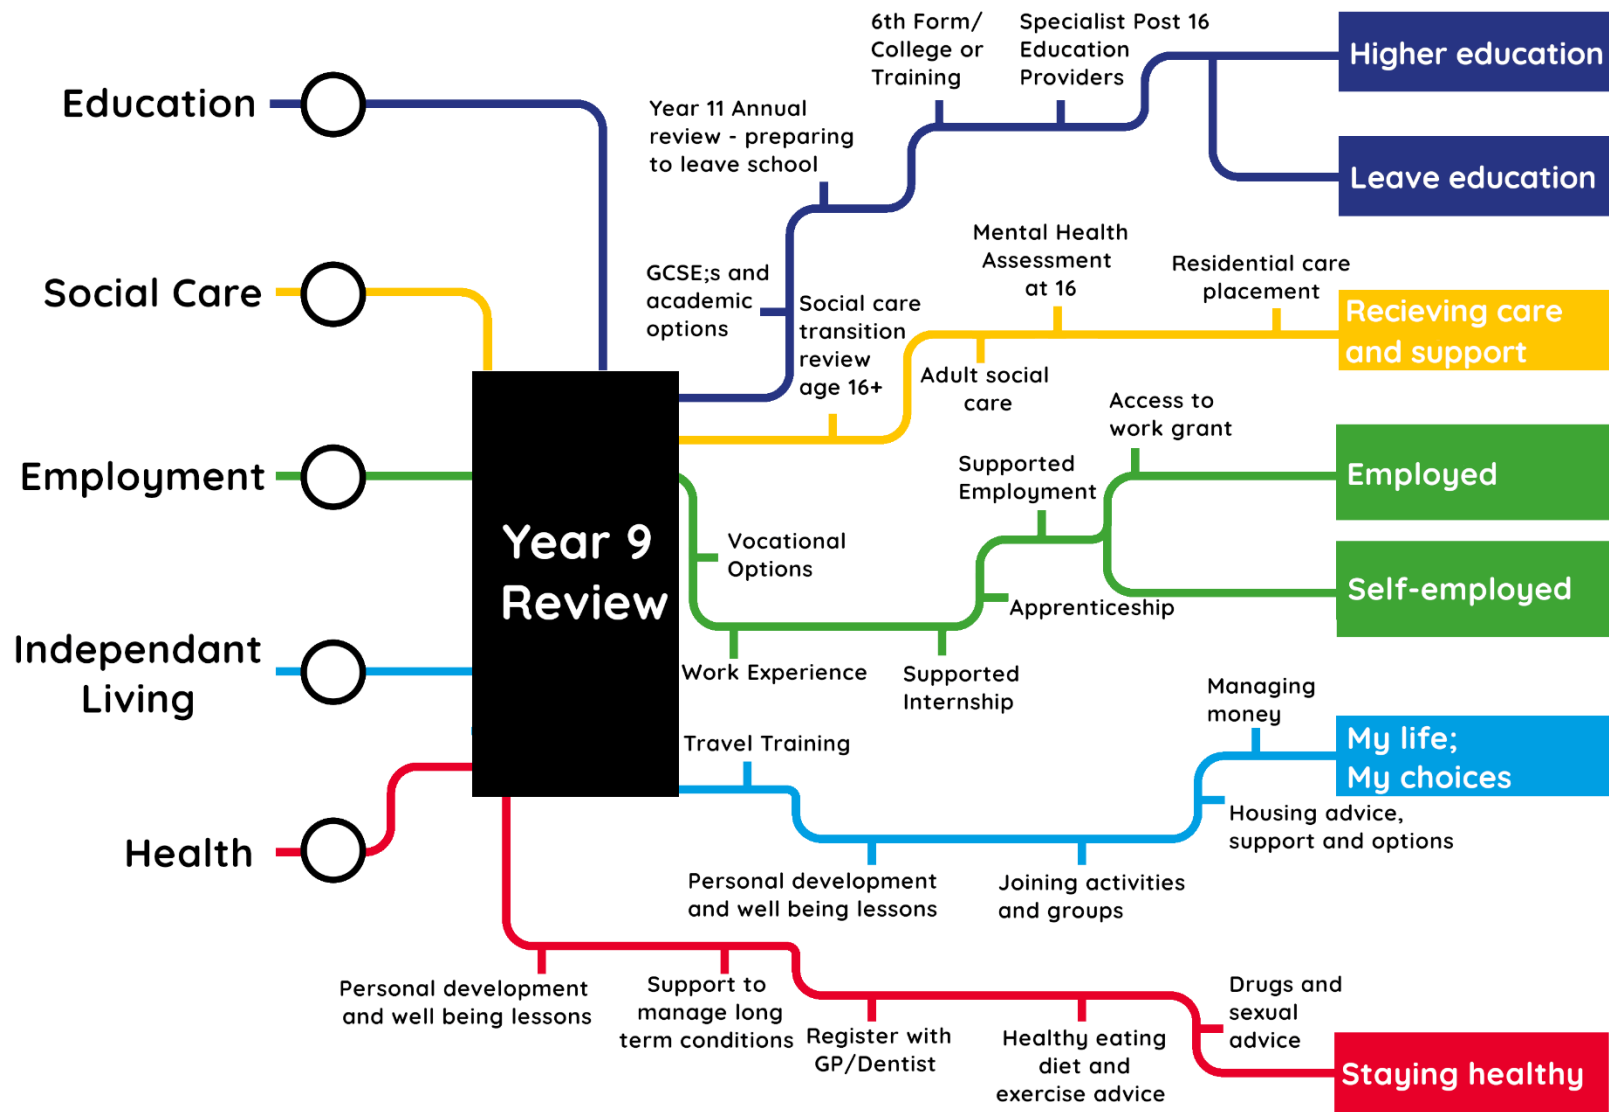 Education
Social Care
Employment
Independant
Living
Health
Year 9
Review
GCSE;s and
academic
options
Year 11 Annual
review - preparing
to leave school
6th Form/
College or
Training
Specialist Post 16
Education
Providers
Higher education
Leave education
Social care
transition
review
age 16+
Adult social
care
Mental Health
Assessment
at 16
Residential care
placement
Recieving care
and support
Vocational
Options
Work Experience
Supported
Internship
Apprenticeship
Supported
Employment
Access to
work grant
Employed
Self-employed
Travel Training
Personal development
and well being lessons
Joining activities
and groups
Housing advice,
support and options
Managing
money
My life;
My choices
Personal development
and well being lessons
Support to
manage long
term conditions
Register with
GP/Dentist
Healthy eating
diet and
exercise advice
Drugs and
sexual
advice
Staying healthy